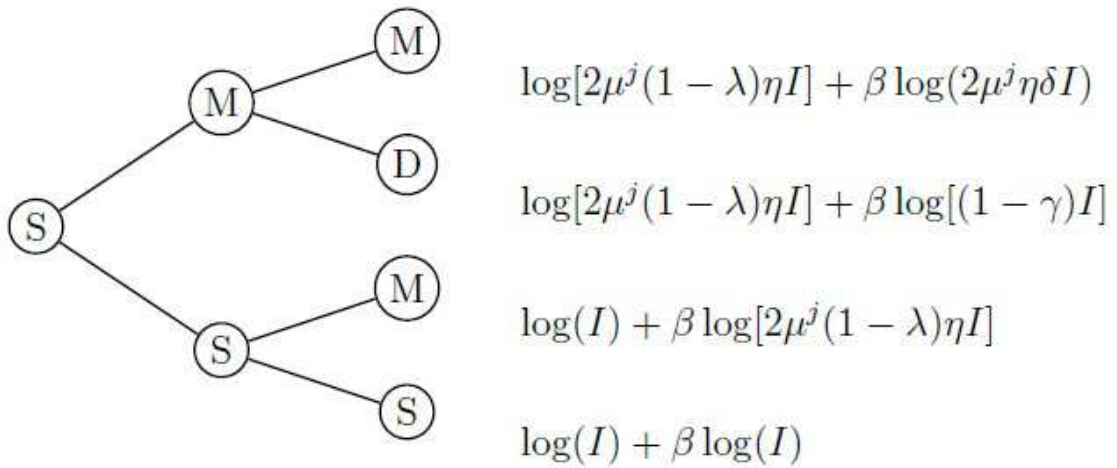 M
log[2μ^j(1 − λ)ηI] + β log(2μ^jηδI)
M
D
log[2μ^j(1 − λ)ηI] + β log[(1 − γ)I]
S
M
log(I) + β log[2μ^j(1 − λ)ηI]
S
S
log(I) + β log(I)